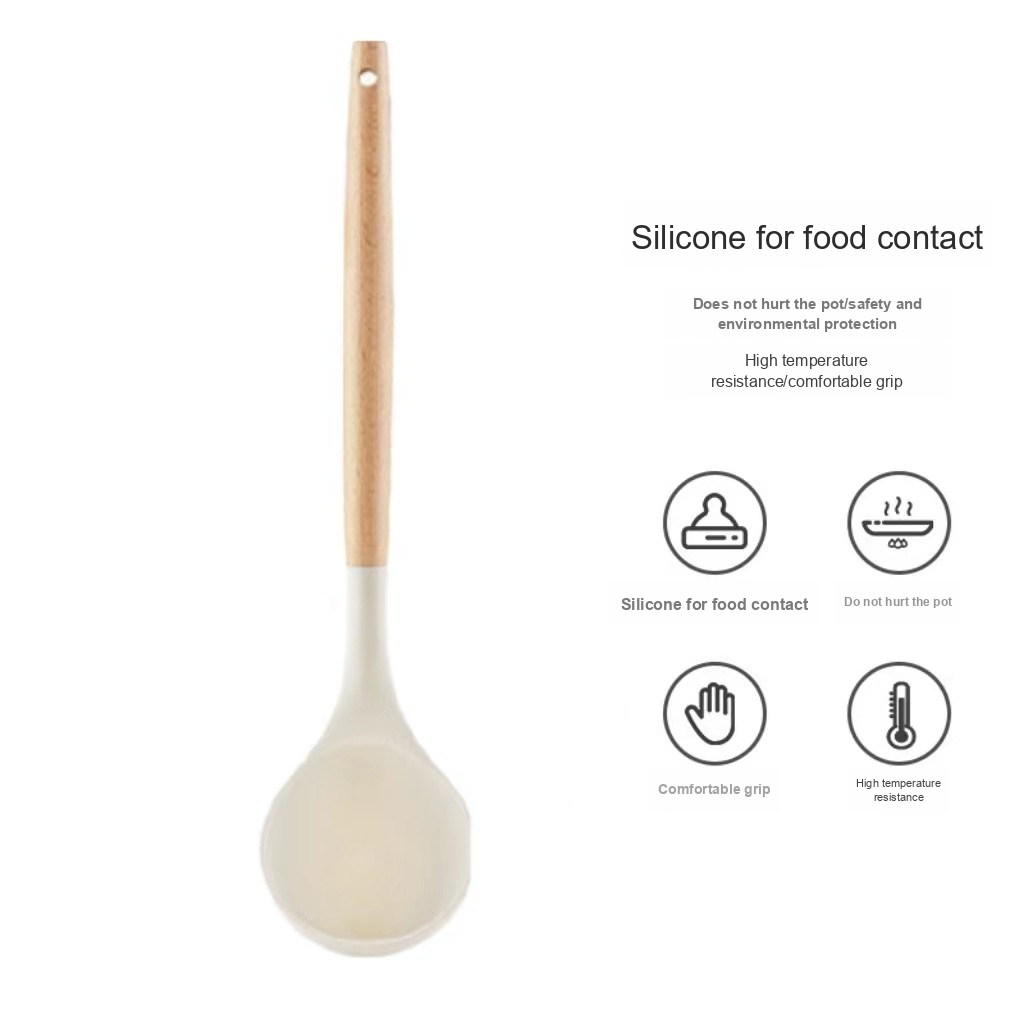 Silicone for food contact
Does not hurt the pot/safety and
environmental protection
High temperature
resistance/comfortable grip
Silicone for food contact
Do not hurt the pot
Comfortable grip
High temperature
resistance